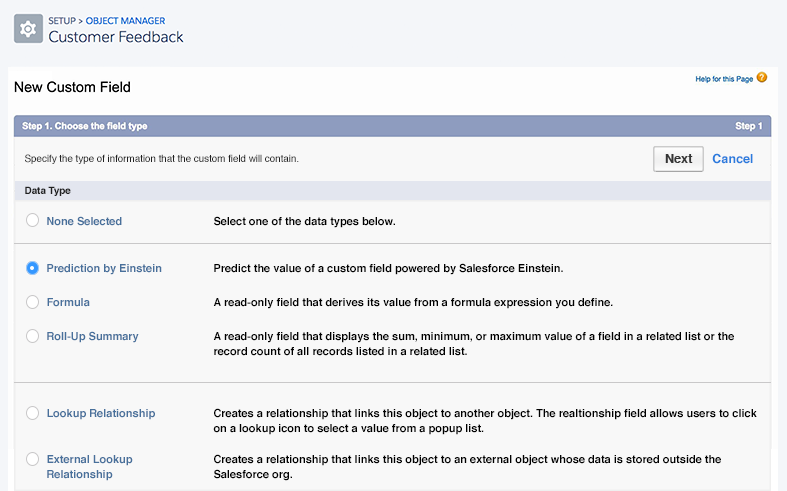 SETUP > OBJECT MANAGER
Customer Feedback
Help for this Page ?
New Custom Field
Step 1. Choose the field type Step 1
Specify the type of information that the custom field will contain. Next Cancel
Data Type
None Selected Select one of the data types below.
Prediction by Einstein Predict the value of a custom field powered by Salesforce Einstein.
Formula A read-only field that derives its value from a formula expression you define.
Roll-Up Summary A read-only field that displays the sum, minimum, or maximum value of a field in a related list or the
record count of all records listed in a related list.
Lookup Relationship Creates a relationship that links this object to another object. The realtionship field allows users to click
on a lookup icon to select a value from a popup list.
External Lookup Creates a relationship that links this object to an external object whose data is stored outside the
Relationship Salesforce org.